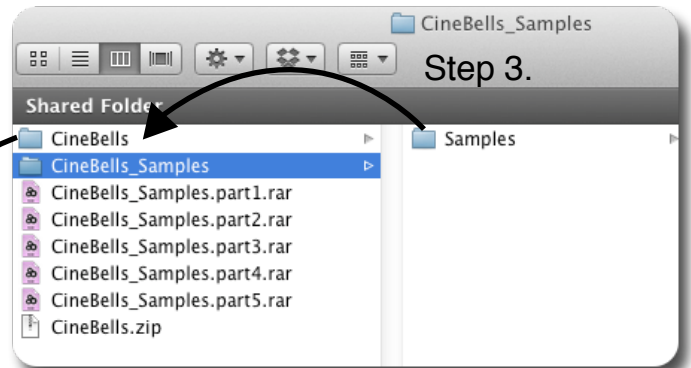 CineBells_Samples
Step 3.
Shared Folder
CineBells
CineBells_Samples
CineBells_Samples.part1.rar
CineBells_Samples.part2.rar
CineBells_Samples.part3.rar
CineBells_Samples.part4.rar
CineBells_Samples.part5.rar
CineBells.zip
Samples